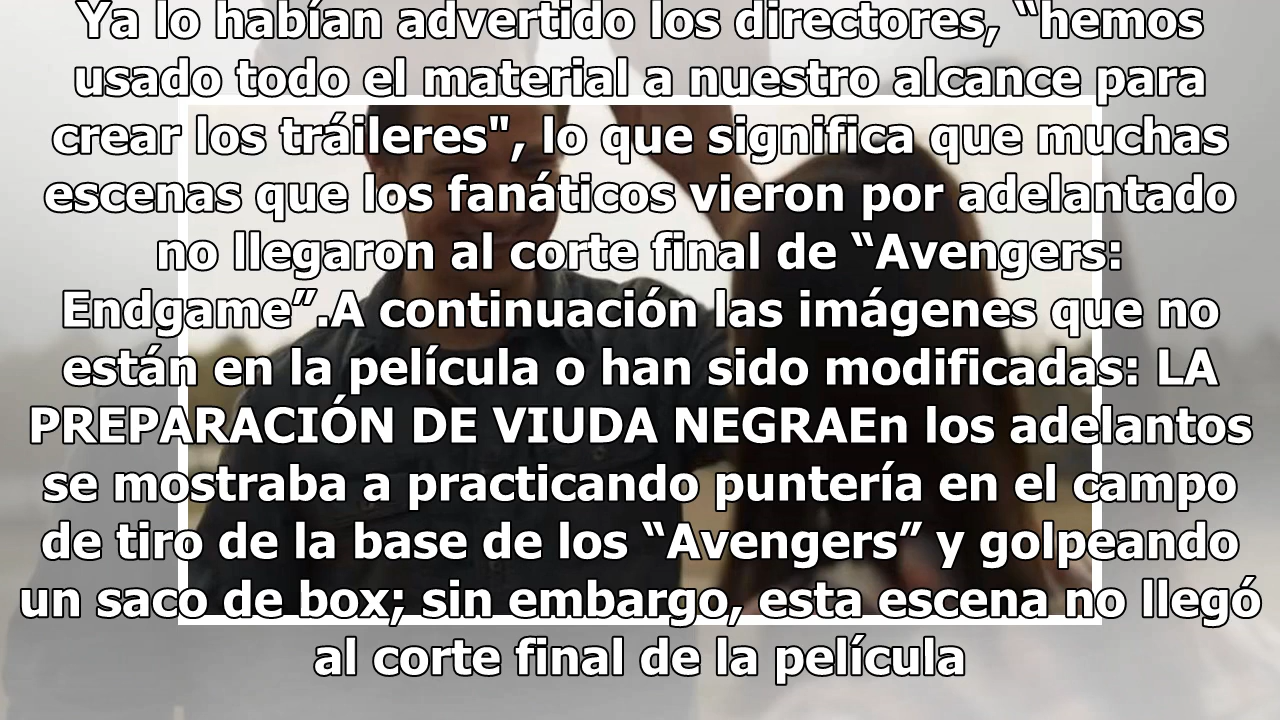 Ya lo habían advertido los directores, “hemos
usado todo el material a nuestro alcance para
crear los tráileres", lo que significa que muchas
escenas que los fanáticos vieron por adelantado
no llegaron al corte final de “Avengers:
Endgame”.A continuación las imágenes que no
están en la película o han sido modificadas: LA
PREPARACIÓN DE VIUDA NEGRAEn los adelantos
se mostraba a practicando puntería en el campo
de tiro de la base de los “Avengers” y golpeando
un saco de box; sin embargo, esta escena no llegó
al corte final de la película